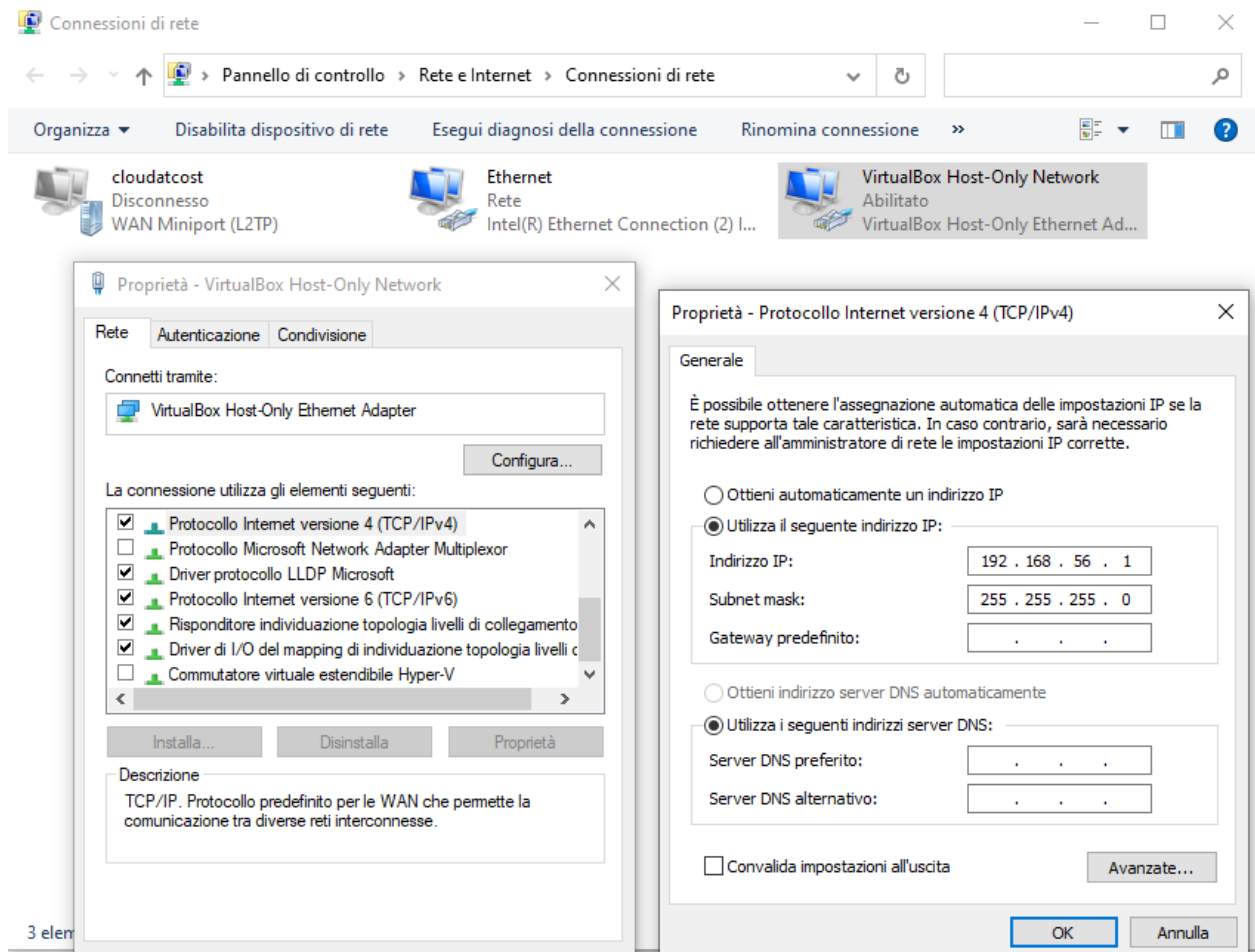 Connessioni di rete
Pannello di controllo > Rete e Internet > Connessioni di rete
Organizza Disabilita dispositivo di rete Esegui diagnosi della connessione Rinomina connessione »
cloudatcost
Disconnesso
WAN Miniport (L2TP)
Ethernet
Rete
Intel(R) Ethernet Connection (2) I...
VirtualBox Host-Only Network
Abilitato
VirtualBox Host-Only Ethernet Ad...
Proprietà - VirtualBox Host-Only Network
Rete Autenticazione Condivisione
Connetti tramite:
VirtualBox Host-Only Ethernet Adapter
Configura...
La connessione utilizza gli elementi seguenti:
Protocollo Internet versione 4 (TCP/IPv4)
Protocollo Microsoft Network Adapter Multiplexor
Driver protocollo LLDP Microsoft
Protocollo Internet versione 6 (TCP/IPv6)
Risponditore individuazione topologia livelli di collegamento
Driver di I/O del mapping di individuazione topologia livelli
Commutatore virtuale estendibile Hyper-V
Installa... Disinstalla Proprietà
Descrizione
TCP/IP. Protocollo predefinito per le WAN che permette la
comunicazione tra diverse reti interconnesse.
3 elem
Proprietà - Protocollo Internet versione 4 (TCP/IPv4)
Generale
È possibile ottenere l'assegnazione automatica delle impostazioni IP se la
rete supporta tale caratteristica. In caso contrario, sarà necessario
richiedere all'amministratore di rete le impostazioni IP corrette.
Ottieni automaticamente un indirizzo IP
Utilizza il seguente indirizzo IP:
Indirizzo IP: 192 . 168 . 56 . 1
Subnet mask: 255 . 255 . 255 . 0
Gateway predefinito: . . .
Ottieni indirizzo server DNS automaticamente
Utilizza i seguenti indirizzi server DNS:
Server DNS preferito: . . .
Server DNS alternativo: . . .
Convalida impostazioni all'uscita
Avanzate...
OK Annulla